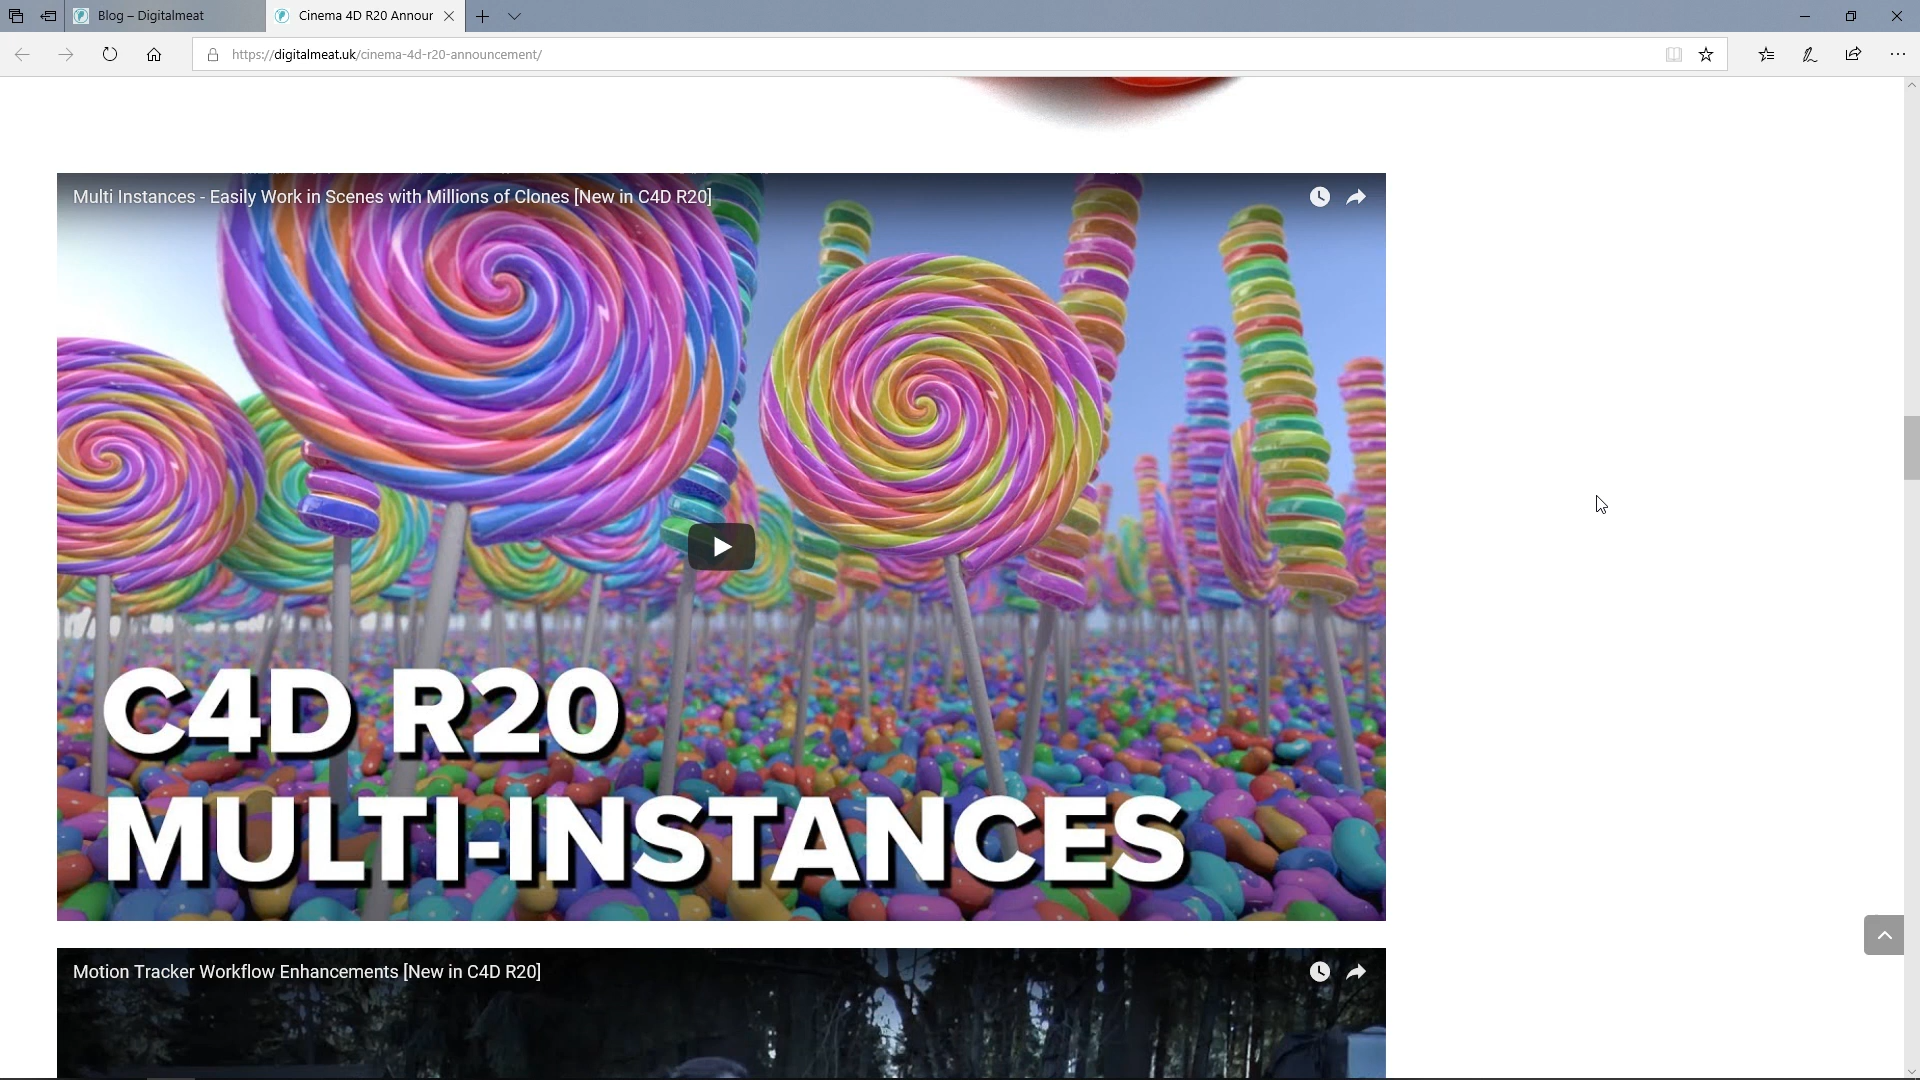 Blog – Digitalmeat
Cinema 4D R20 Annour
https://digitalmeat.uk/cinema-4d-r20-announcement/
Multi Instances - Easily Work in Scenes with Millions of Clones [New in C4D R20]
C4D R20
MULTI-INSTANCES
Motion Tracker Workflow Enhancements [New in C4D R20]